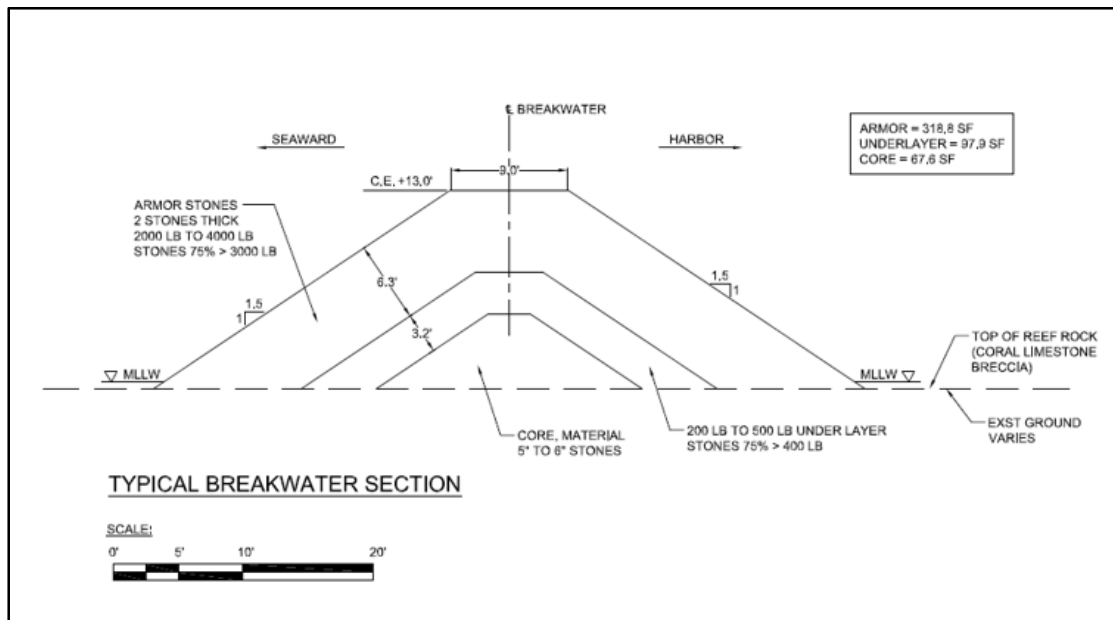 ℄ BREAKWATER
SEAWARD
HARBOR
ARMOR = 318.8 SF
UNDERLAYER = 97.9 SF
CORE = 67.6 SF
9.0'
C.E. +13.0'
ARMOR STONES
2 STONES THICK
2000 LB TO 4000 LB
STONES 75% > 3000 LB
6.3'
1.5
1
1.5
1
3.2'
TOP OF REEF ROCK
(CORAL LIMESTONE
BRECCIA)
MLLW
MLLW
EXST GROUND
VARIES
CORE, MATERIAL
5" TO 6" STONES
200 LB TO 500 LB UNDER LAYER
STONES 75% > 400 LB
TYPICAL BREAKWATER SECTION
SCALE:
0' 5' 10' 20'